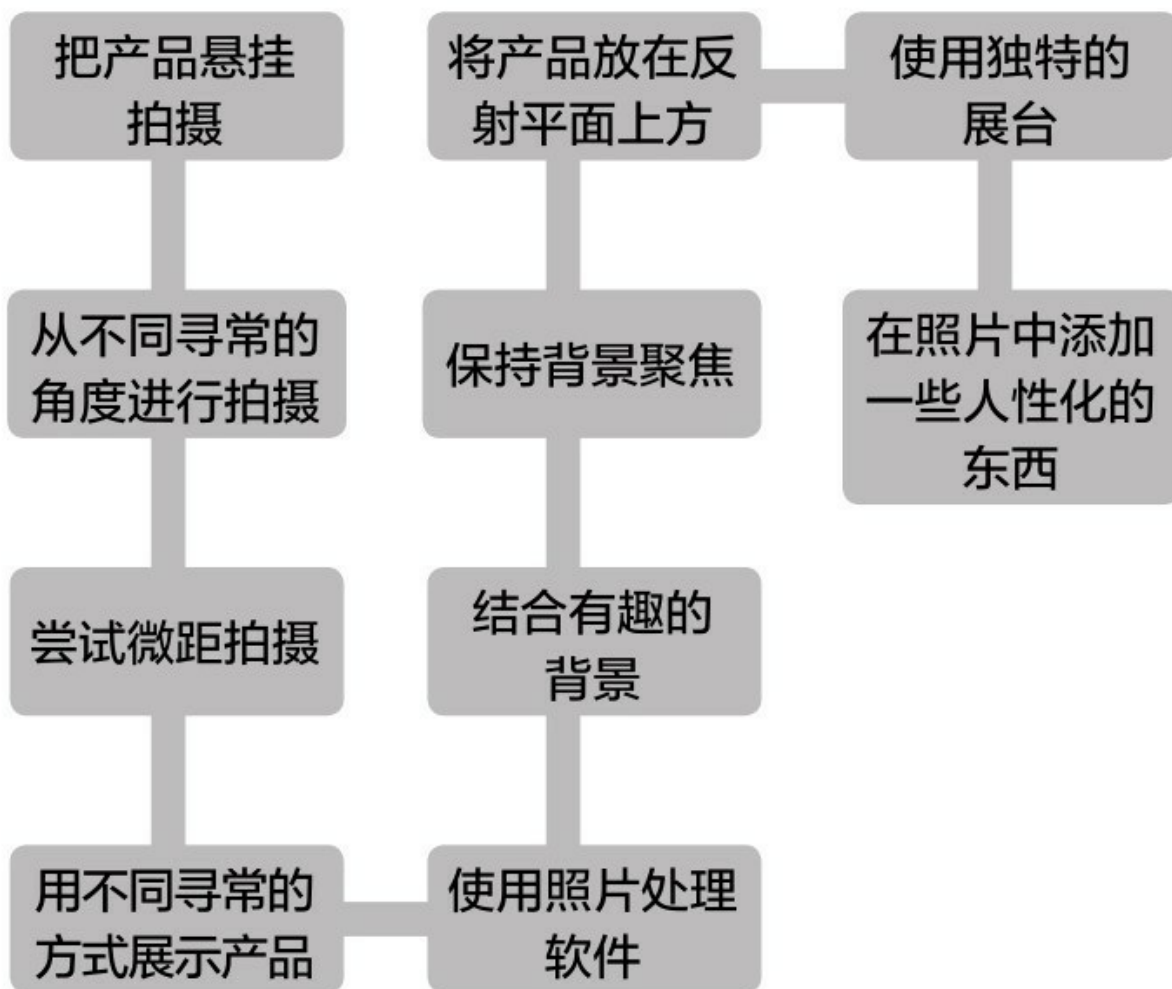 把产品悬挂
拍摄
从不同寻常的
角度进行拍摄
尝试微距拍摄
用不同寻常的
方式展示产品
使用照片处理
软件
结合有趣的
背景
保持背景聚焦
将产品放在反
射平面上方
使用独特的
展台
在照片中添加
一些人性化的
东西